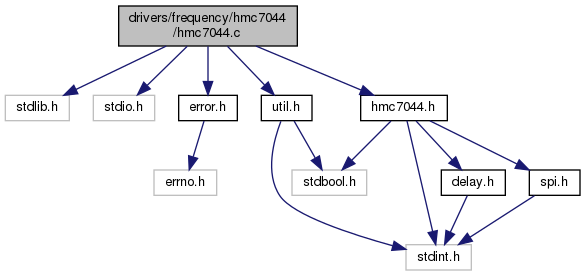 drivers/frequency/hmc7044
/hmc7044.c
stdlib.h
stdio.h
error.h
util.h
hmc7044.h
errno.h
stdbool.h
delay.h
spi.h
stdint.h